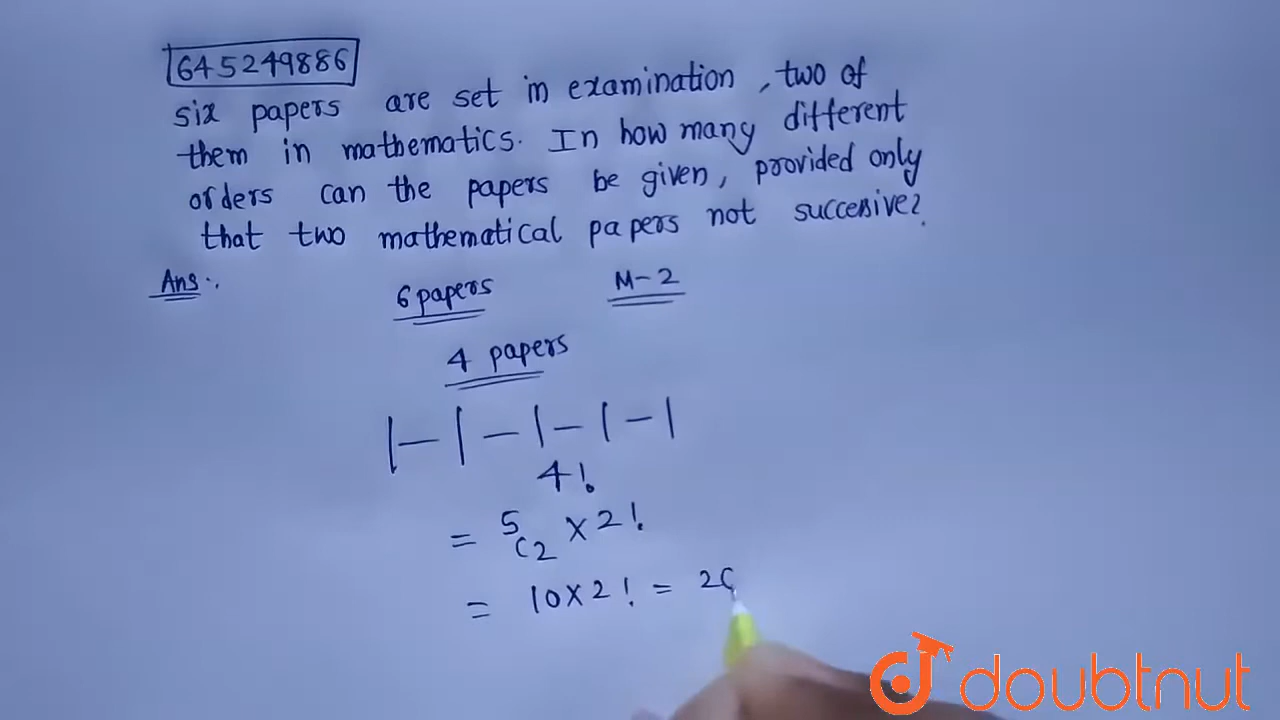 645249886
six papers are set in examination, two of
them in mathematics. In how many different
orders can the papers be given, provided only
that two mathematical papers not succesive?
Ans:.
6 papers M-2
4 papers
|-|-|-|-|
4!
= 5C2 × 2!
= 10×2! = 20
doubtnut